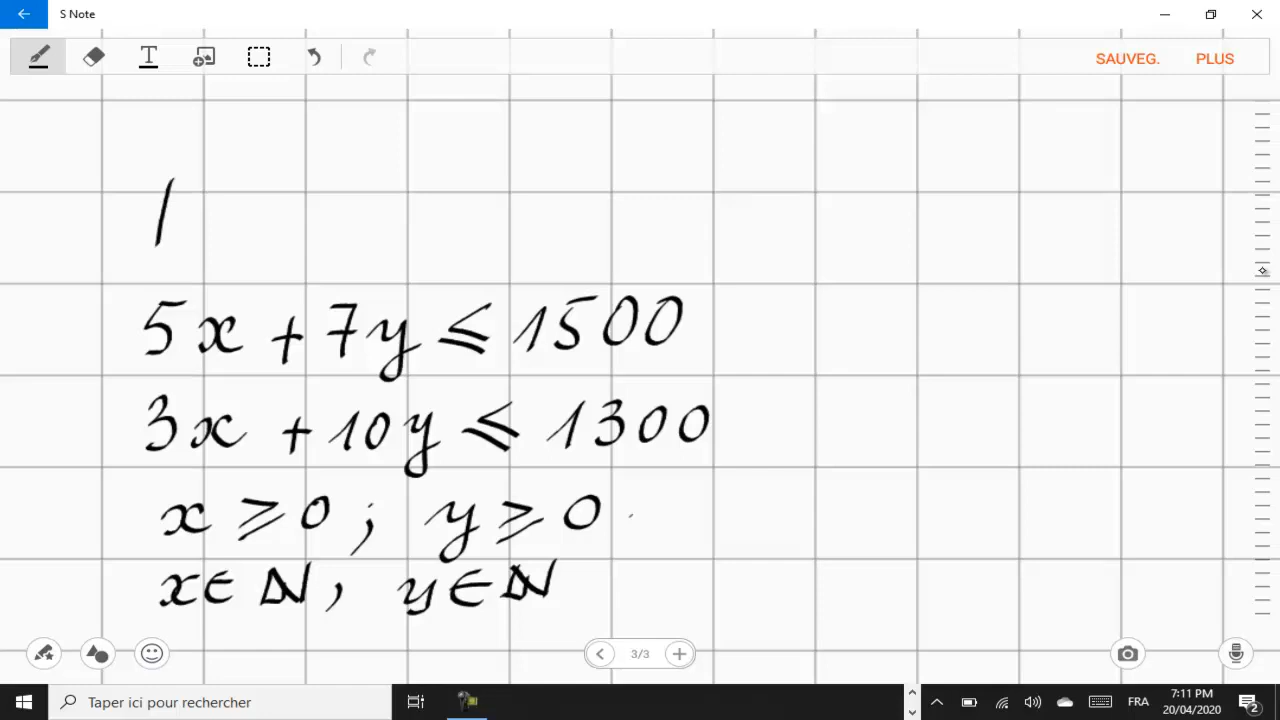 S Note
T
SAUVEG. PLUS
5x + 7y ⩽ 1500
3x + 10y ⩽ 1300
x ⩾ 0 ; y ⩾ 0
x ∈ ℕ, y ∈ ℕ
3/3
Taper ici pour rechercher
FRA
7:11 PM
20/04/2020
2